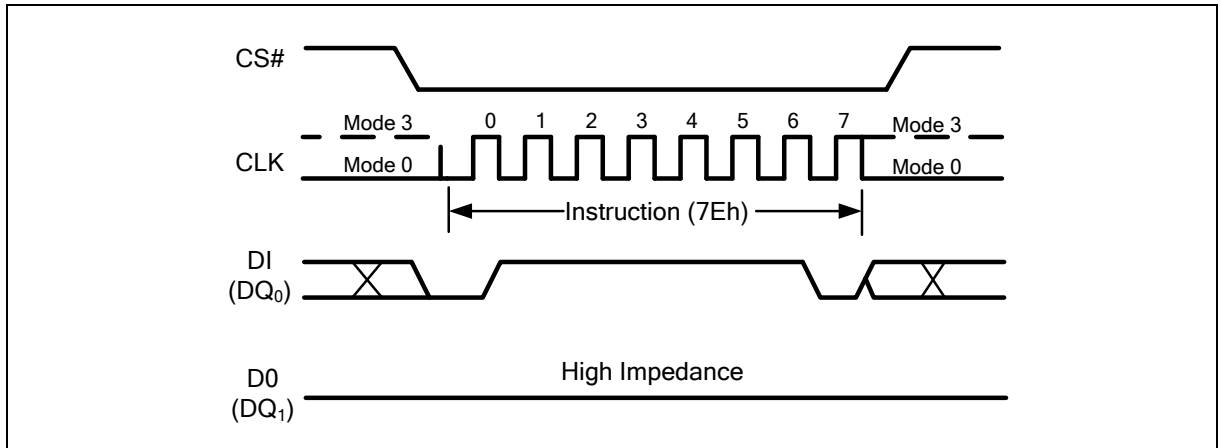 CS#
Mode 3 0 1 2 3 4 5 6 7 Mode 3
CLK
Mode 0 Mode 0
Instruction (7Eh)
DI
(DQ₀)
High Impedance
D0
(DQ₁)